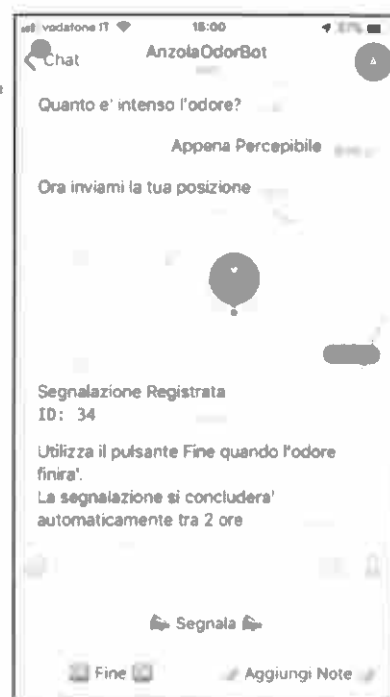 vodafone IT 15:00
Chat AnzolaOdorBot
Quanto e' intenso l'odore?
Appena Percepibile
Ora inviami la tua posizione
Segnalazione Registrata
ID: 34
Utilizza il pulsante Fine quando l'odore
finira'.
La segnalazione si concludera'
automaticamente tra 2 ore
Segnala
Fine Aggiungi Note